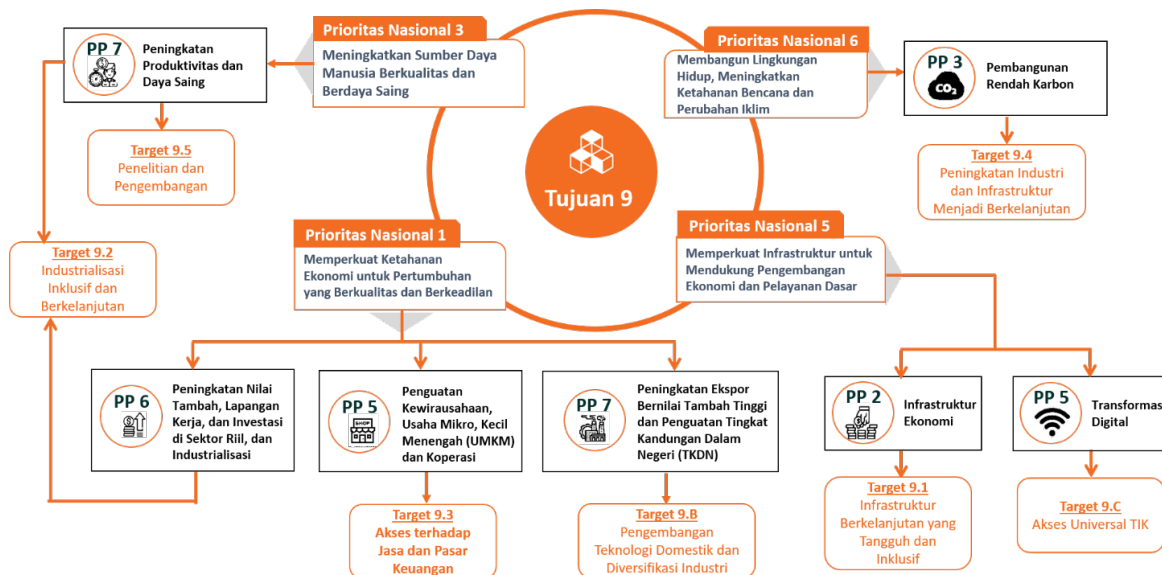 Prioritas Nasional 3
Meningkatkan Sumber Daya
Manusia Berkualitas dan
Berdaya Saing
Prioritas Nasional 6
Membangun Lingkungan
Hidup, Meningkatkan
Ketahanan Bencana dan
Perubahan Iklim
PP 7
Peningkatan
Produktivitas dan
Daya Saing
PP 3
CO₂
Pembangunan
Rendah Karbon
Target 9.5
Penelitian dan
Pengembangan
Tujuan 9
Target 9.4
Peningkatan Industri
dan Infrastruktur
Menjadi Berkelanjutan
Prioritas Nasional 1
Memperkuat Ketahanan
Ekonomi untuk Pertumbuhan
yang Berkualitas dan Berkeadilan
Prioritas Nasional 5
Memperkuat Infrastruktur untuk
Mendukung Pengembangan
Ekonomi dan Pelayanan Dasar
Target 9.2
Industrialisasi
Inklusif dan
Berkelanjutan
PP 6
Peningkatan Nilai
Tambah, Lapangan
Kerja, dan Investasi
di Sektor Riil, dan
Industrialisasi
PP 5
SHOP
Penguatan
Kewirausahaan,
Usaha Mikro, Kecil
Menengah (UMKM)
dan Koperasi
PP 7
Peningkatan Ekspor
Bernilai Tambah Tinggi
dan Penguatan Tingkat
Kandungan Dalam
Negeri (TKDN)
PP 2
Infrastruktur
Ekonomi
PP 5
Transformas
Digital
Target 9.3
Akses terhadap
Jasa dan Pasar
Keuangan
Target 9.B
Pengembangan
Teknologi Domestik dan
Diversifikasi Industri
Target 9.1
Infrastruktur
Berkelanjutan yang
Tangguh dan
Inklusif
Target 9.C
Akses Universal TIK